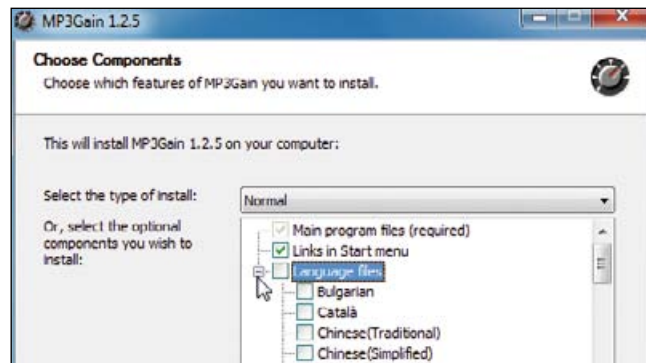 MP3Gain 1.2.5
Choose Components
Choose which features of MP3Gain you want to install.
This will install MP3Gain 1.2.5 on your computer:
Select the type of install:
Normal
Or, select the optional
components you wish to
install:
Main program files (required)
Links in Start menu
Language files
Bulgarian
Català
Chinese(Traditional)
Chinese(Simplified)